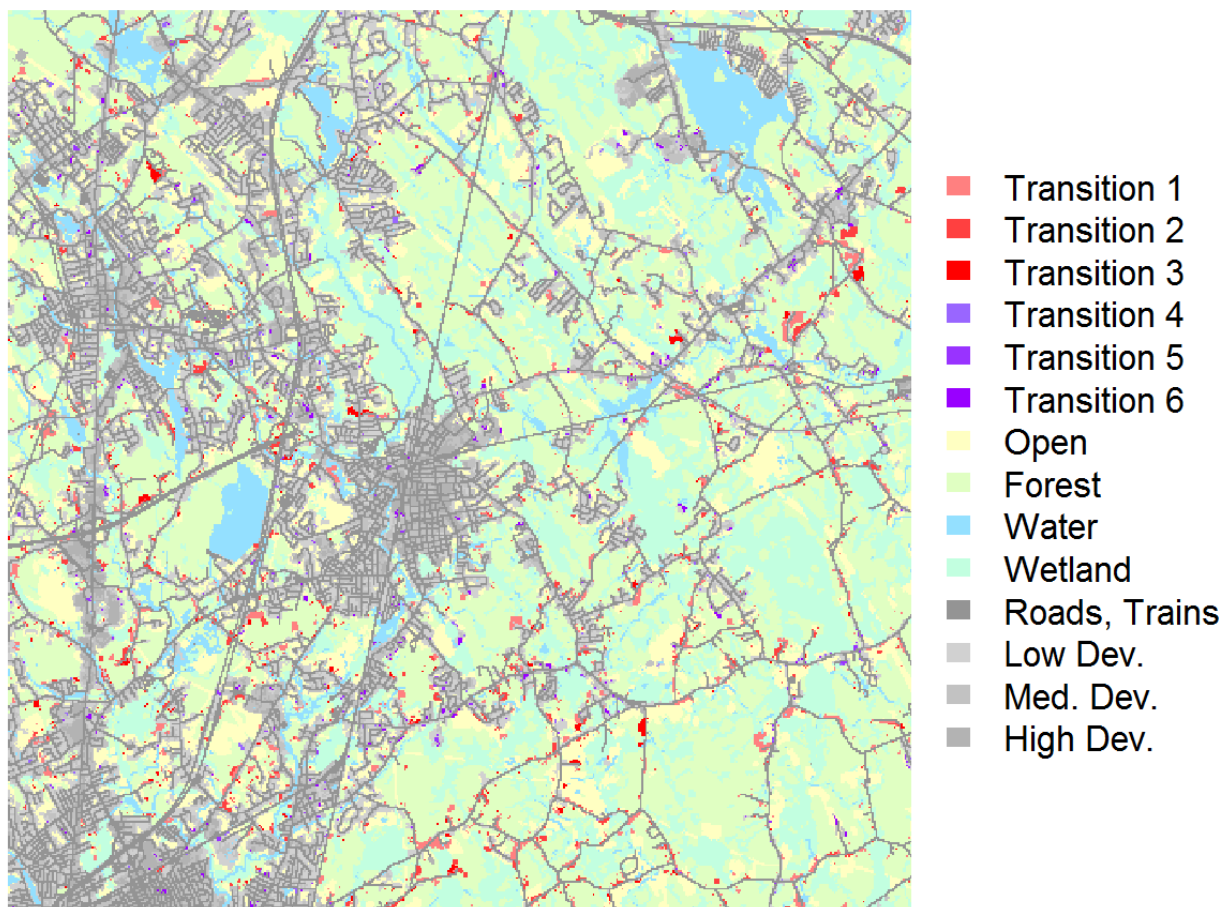 Transition 1
Transition 2
Transition 3
Transition 4
Transition 5
Transition 6
Open
Forest
Water
Wetland
Roads, Trains
Low Dev.
Med. Dev.
High Dev.